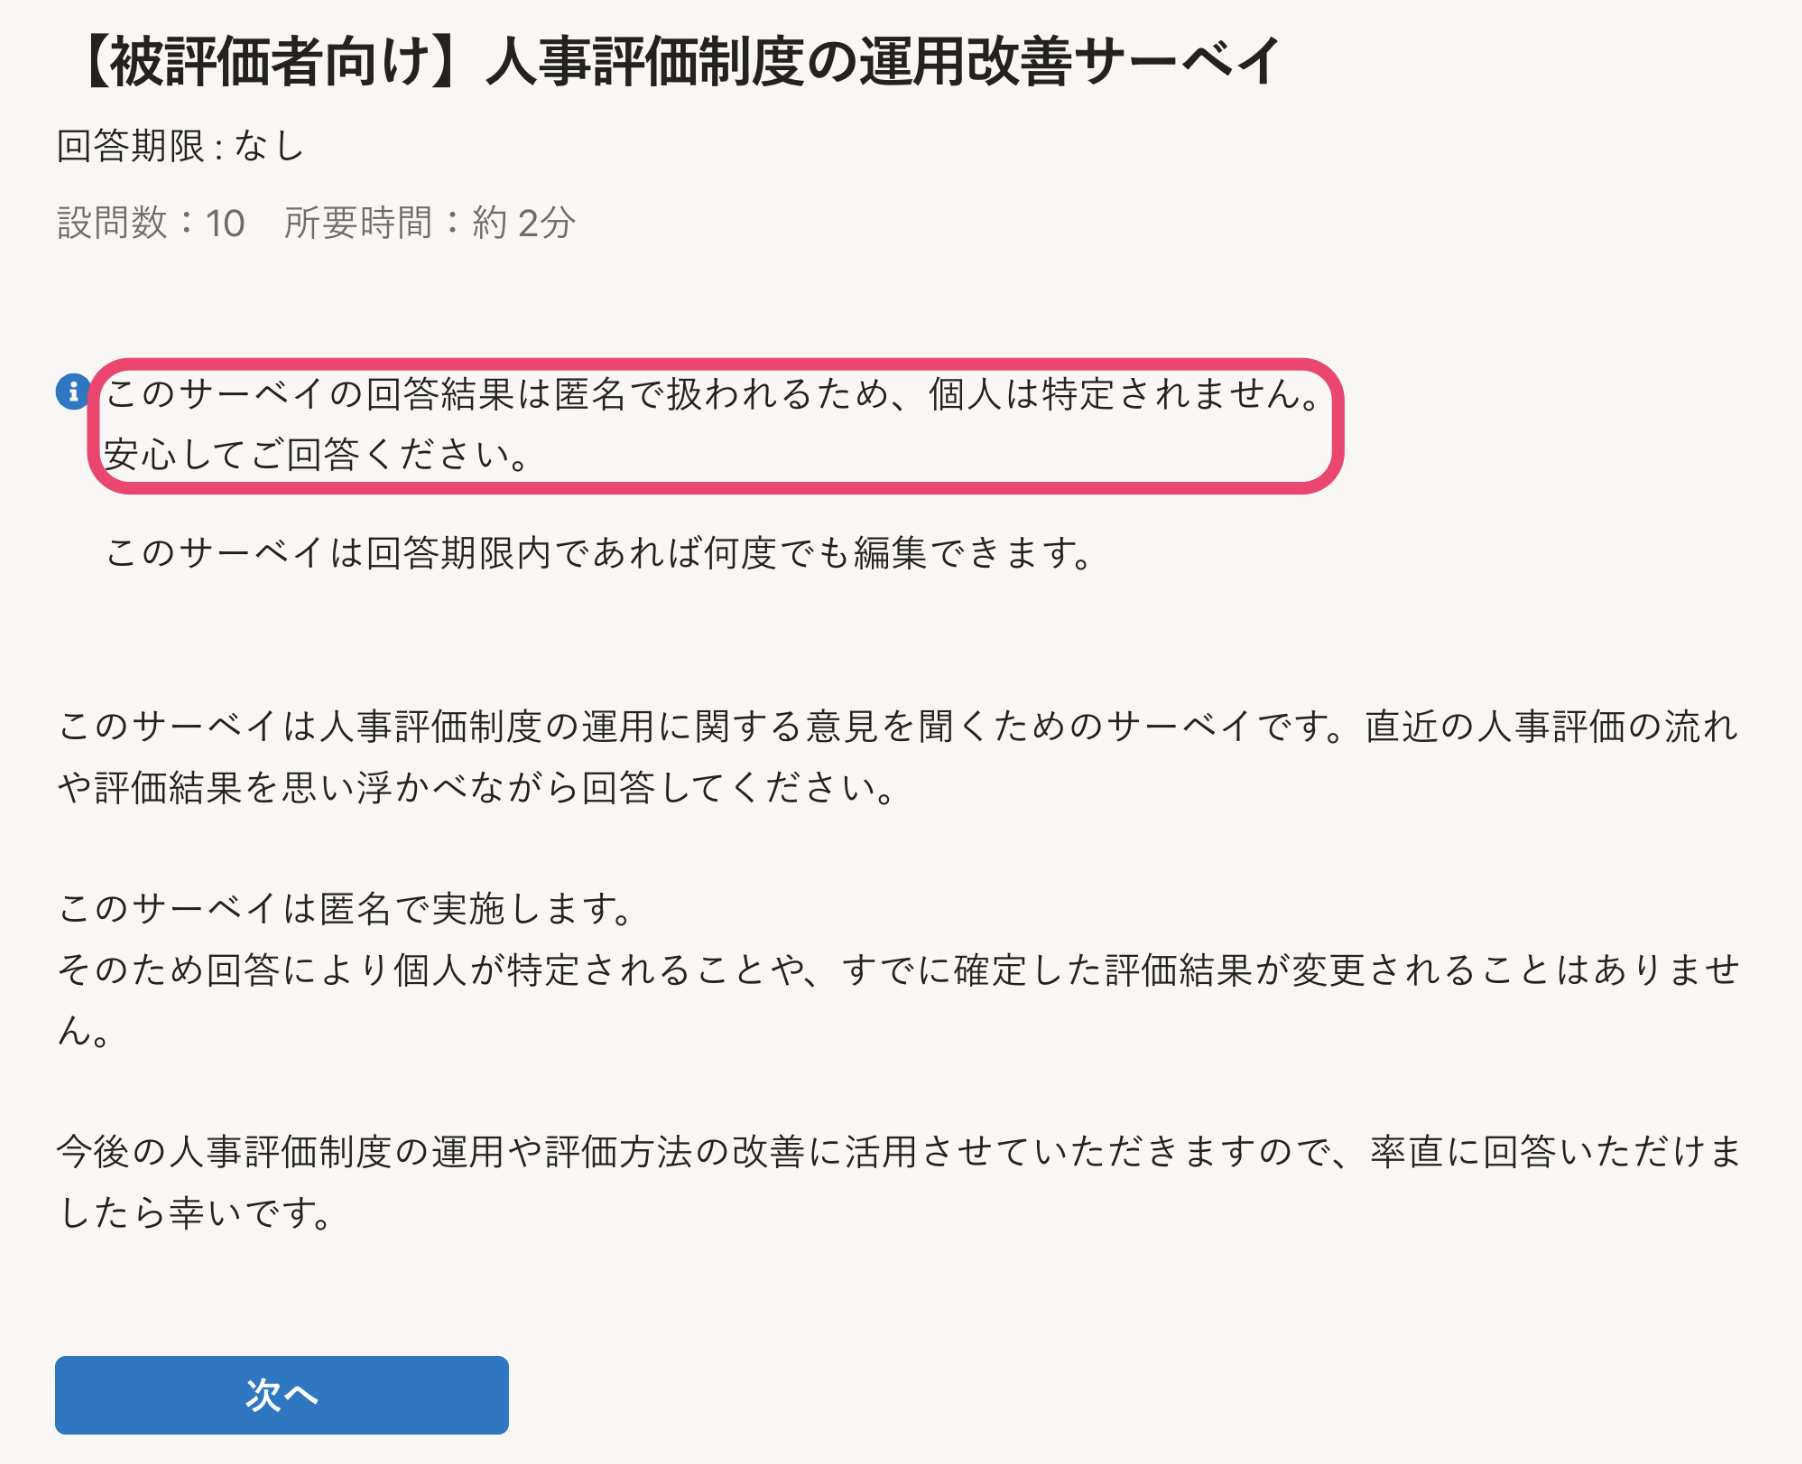 【被評価者向け】人事評価制度の運用改善サーベイ
回答期限 : なし
設問数：10　所要時間：約 2分
このサーベイの回答結果は匿名で扱われるため、個人は特定されません。
安心してご回答ください。
このサーベイは回答期限内であれば何度でも編集できます。
このサーベイは人事評価制度の運用に関する意見を聞くためのサーベイです。直近の人事評価の流れ
や評価結果を思い浮かべながら回答してください。
このサーベイは匿名で実施します。
そのため回答により個人が特定されることや、すでに確定した評価結果が変更されることはありませ
ん。
今後の人事評価制度の運用や評価方法の改善に活用させていただきますので、率直に回答いただけま
したら幸いです。
次へ